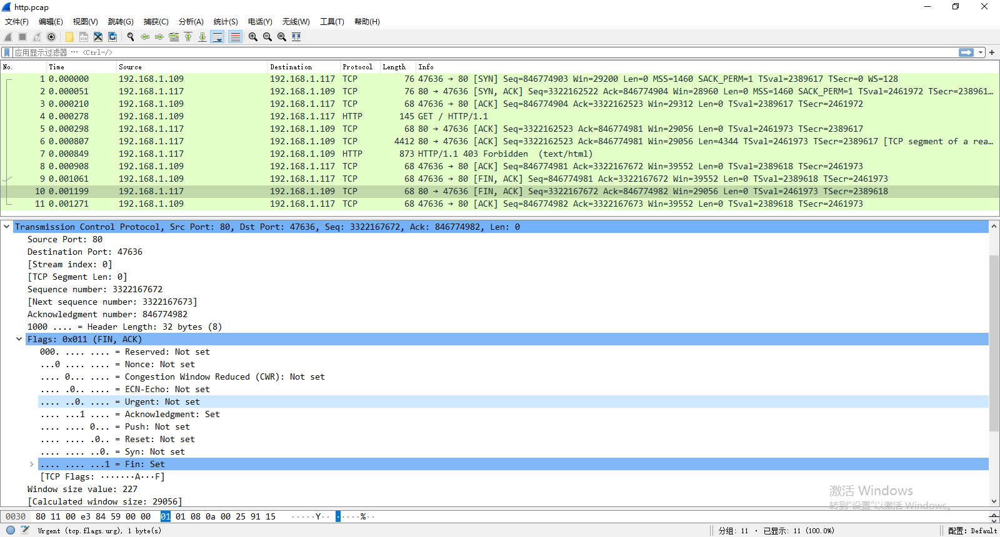 http.pcap
文件(F) 编辑(E) 视图(V) 跳转(G) 捕获(C) 分析(A) 统计(S) 电话(Y) 无线(W) 工具(T) 帮助(H)
应用显示过滤器 ⋯ <Ctrl-/>
No. Time Source Destination Protocol Length Info
1 0.000000 192.168.1.109 192.168.1.117 TCP 76 47636 → 80 [SYN] Seq=846774903 Win=29200 Len=0 MSS=1460 SACK_PERM=1 TSval=2389617 TSecr=0 WS=128
2 0.000051 192.168.1.117 192.168.1.109 TCP 76 80 → 47636 [SYN, ACK] Seq=3322162522 Ack=846774904 Win=28960 Len=0 MSS=1460 SACK_PERM=1 TSval=2461972 TSecr=238961…
3 0.000210 192.168.1.109 192.168.1.117 TCP 68 47636 → 80 [ACK] Seq=846774904 Ack=3322162523 Win=29312 Len=0 TSval=2389617 TSecr=2461972
4 0.000278 192.168.1.109 192.168.1.117 HTTP 145 GET / HTTP/1.1
5 0.000298 192.168.1.117 192.168.1.109 TCP 68 80 → 47636 [ACK] Seq=3322162523 Ack=846774981 Win=29056 Len=0 TSval=2461973 TSecr=2389617
6 0.000807 192.168.1.117 192.168.1.109 TCP 4412 80 → 47636 [ACK] Seq=3322162523 Ack=846774981 Win=29056 Len=4344 TSval=2461973 TSecr=2389617 [TCP segment of a rea…
7 0.000849 192.168.1.117 192.168.1.109 HTTP 873 HTTP/1.1 403 Forbidden  (text/html)
8 0.000908 192.168.1.109 192.168.1.117 TCP 68 47636 → 80 [ACK] Seq=846774981 Ack=3322167672 Win=39552 Len=0 TSval=2389618 TSecr=2461973
9 0.001061 192.168.1.109 192.168.1.117 TCP 68 47636 → 80 [FIN, ACK] Seq=846774981 Ack=3322167672 Win=39552 Len=0 TSval=2389618 TSecr=2461973
10 0.001199 192.168.1.117 192.168.1.109 TCP 68 80 → 47636 [FIN, ACK] Seq=3322167672 Ack=846774982 Win=29056 Len=0 TSval=2461973 TSecr=2389618
11 0.001271 192.168.1.109 192.168.1.117 TCP 68 47636 → 80 [ACK] Seq=846774982 Ack=3322167673 Win=39552 Len=0 TSval=2389618 TSecr=2461973
Transmission Control Protocol, Src Port: 80, Dst Port: 47636, Seq: 3322167672, Ack: 846774982, Len: 0
Source Port: 80
Destination Port: 47636
[Stream index: 0]
[TCP Segment Len: 0]
Sequence number: 3322167672
[Next sequence number: 3322167673]
Acknowledgment number: 846774982
1000 .... = Header Length: 32 bytes (8)
Flags: 0x011 (FIN, ACK)
000. .... .... = Reserved: Not set
...0 .... .... = Nonce: Not set
.... 0... .... = Congestion Window Reduced (CWR): Not set
.... .0.. .... = ECN-Echo: Not set
.... ..0. .... = Urgent: Not set
.... ...1 .... = Acknowledgment: Set
.... .... 0... = Push: Not set
.... .... .0.. = Reset: Not set
.... .... ..0. = Syn: Not set
.... .... ...1 = Fin: Set
[TCP Flags: ·······A···F]
Window size value: 227
[Calculated window size: 29056]
激活 Windows
转到"设置"以激活 Windows。
0030 80 11 00 e3 84 59 00 00 01 01 08 0a 00 25 91 15 ·····Y·· ·····%··
Urgent (tcp.flags.urg), 1 byte(s) 分组: 11 · 已显示: 11 (100.0%) 配置: Default